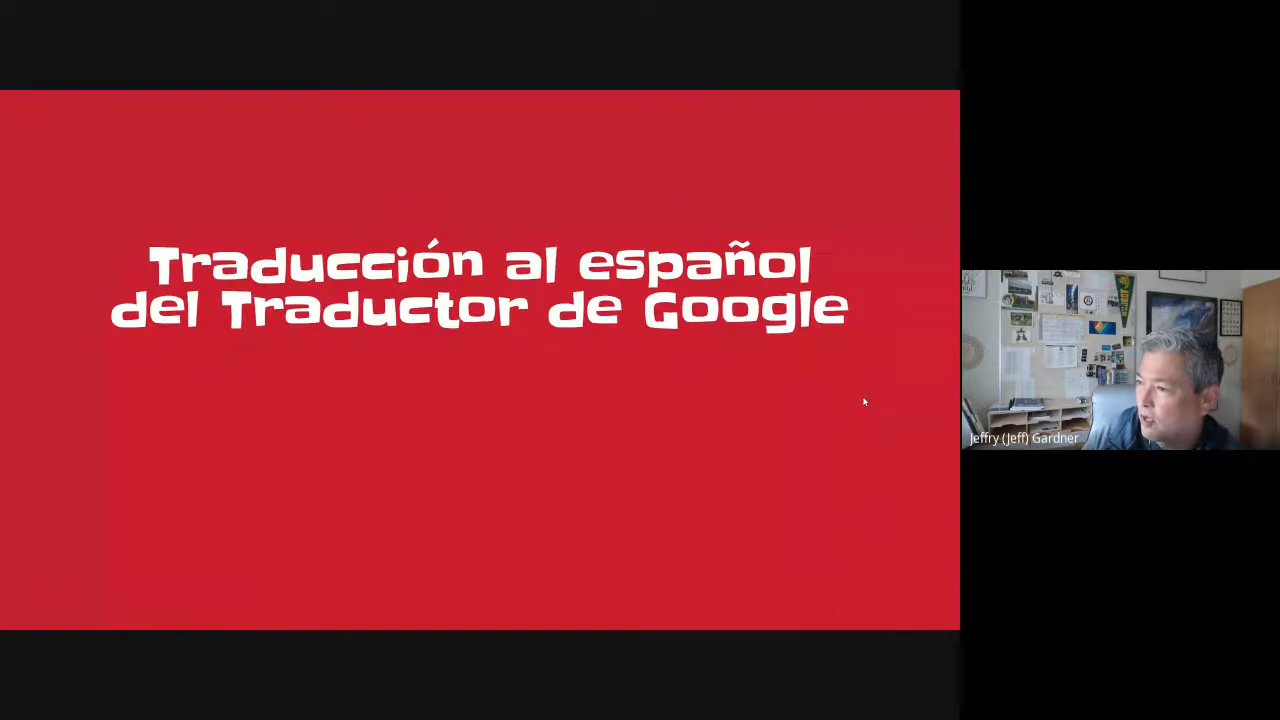 Traducción al español
del Traductor de Google
Jeffry (Jeff) Gardner